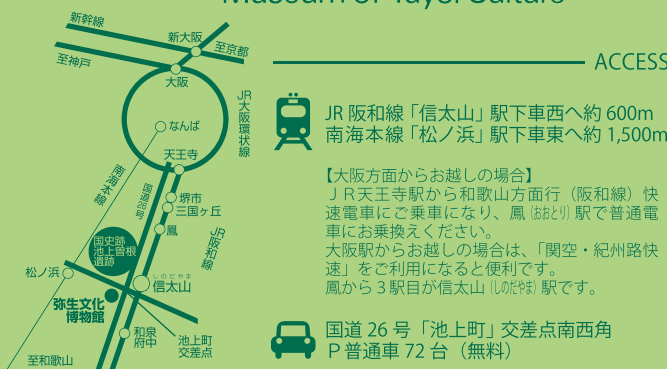 Museum of Yayoi Culture
新幹線
新大阪
至京都
至神戸
大阪
JR大阪環状線
なんば
天王寺
南海本線
国道26号
堺市
三国ヶ丘
鳳
JR阪和線
国史跡
池上曽根
遺跡
松ノ浜
しのだやま
信太山
弥生文化
博物館
和泉
府中
池上町
交差点
至和歌山
ACCESS
JR 阪和線「信太山」駅下車西へ約 600m
南海本線「松ノ浜」駅下車東へ約 1,500m
【大阪方面からお越しの場合】
ＪＲ天王寺駅から和歌山方面行（阪和線）快
速電車にご乗車になり、鳳（おおとり）駅で普通電
車にお乗換えください。
大阪駅からお越しの場合は、「関空・紀州路快
速」をご利用になると便利です。
鳳から３駅目が信太山（しのだやま）駅です。
国道 26 号「池上町」交差点南西角
Ｐ普通車 72 台（無料）